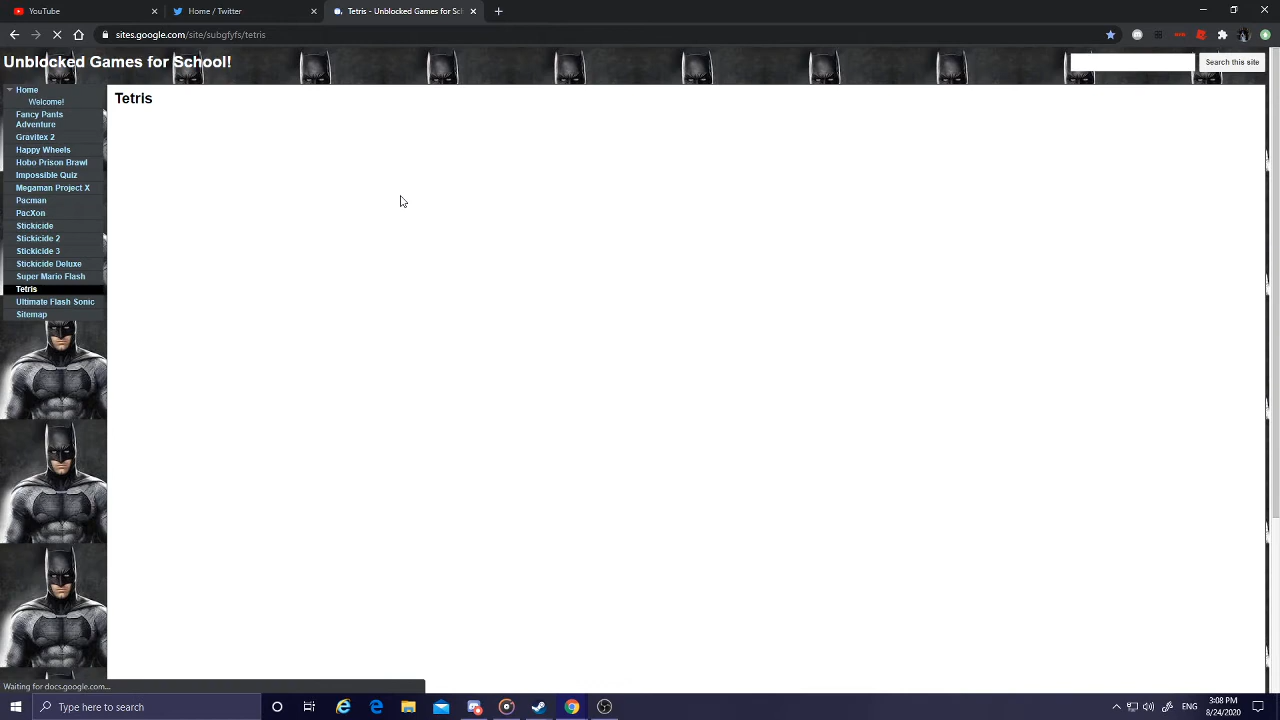 YouTube
Home / Twitter
Tetris - Unblocked Games for Sch
sites.google.com/site/subgfyfs/tetris
Unblocked Games for School!
Search this site
Home
Welcome!
Fancy Pants
Adventure
Gravitex 2
Happy Wheels
Hobo Prison Brawl
Impossible Quiz
Megaman Project X
Pacman
PacXon
Stickicide
Stickicide 2
Stickicide 3
Stickicide Deluxe
Super Mario Flash
Tetris
Ultimate Flash Sonic
Sitemap
Tetris
Waiting for docs.google.com...
Type here to search
ENG
3:08 PM
8/24/2020